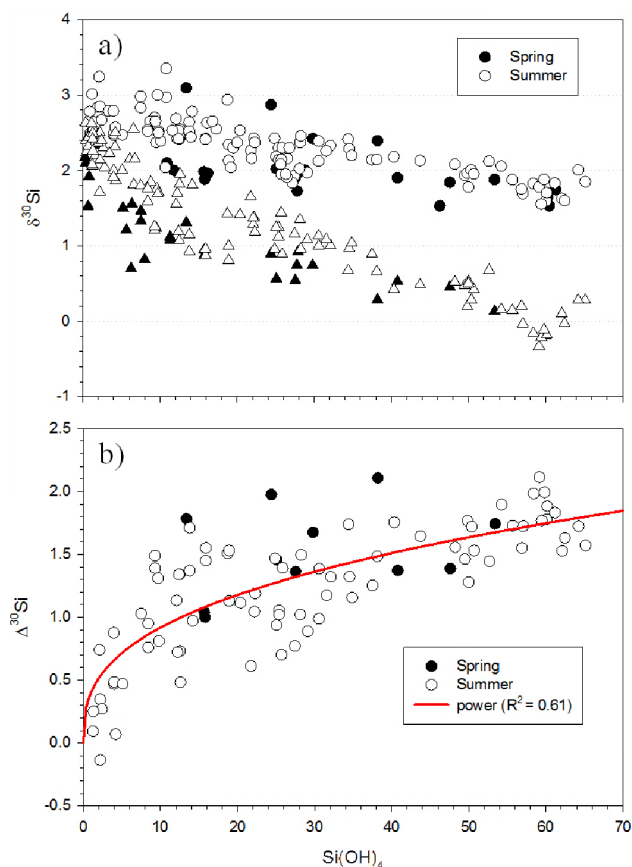 a)
4
3
2
1
0
-1
δ30Si
Spring
Summer
b)
2.5
2.0
1.5
1.0
0.5
0.0
-0.5
Δ30Si
Spring
Summer
power (R2 = 0.61)
0 10 20 30 40 50 60 70
Si(OH)4